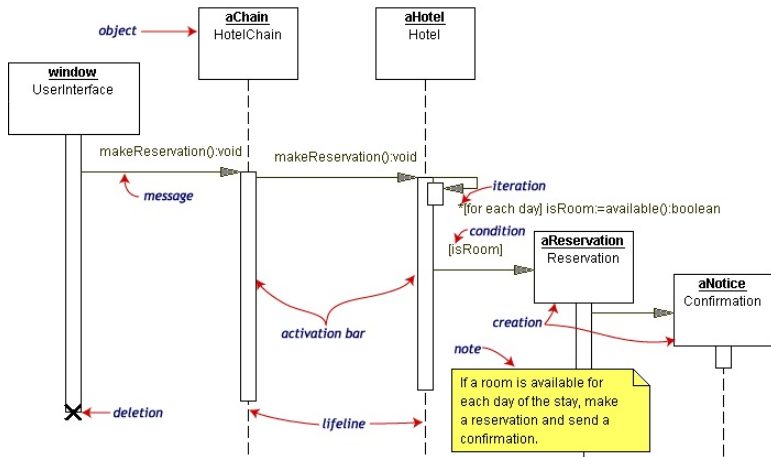 aChain
HotelChain
aHotel
Hotel
object
window
UserInterface
makeReservation():void
makeReservation():void
message
iteration
*[for each day] isRoom:=available():boolean
condition
[isRoom]
aReservation
Reservation
aNotice
Confirmation
activation bar
creation
note
If a room is available for
each day of the stay, make
a reservation and send a
confirmation.
deletion
lifeline